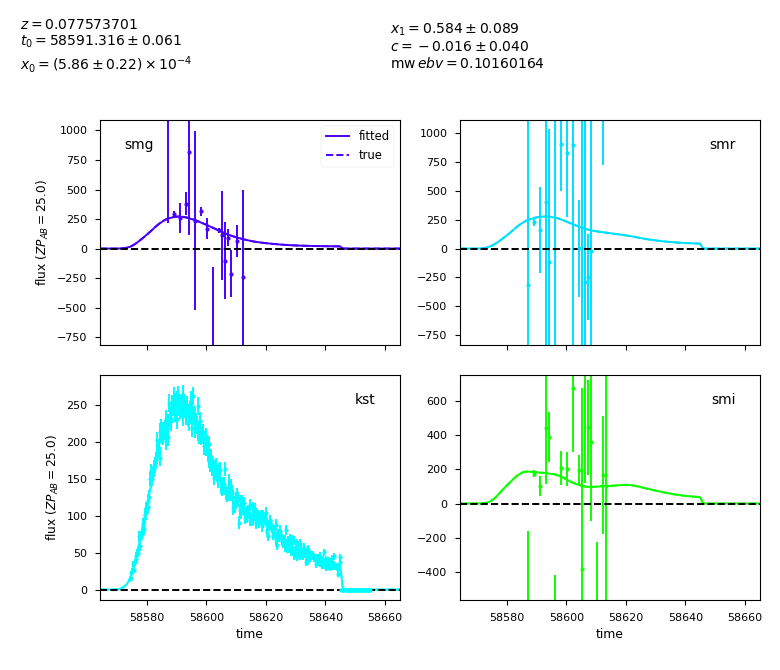 z = 0.077573701
t₀ = 58591.316 ± 0.061
x₀ = (5.86 ± 0.22) × 10⁻⁴
x₁ = 0.584 ± 0.089
c = −0.016 ± 0.040
mw ebv = 0.10160164
smg
fitted
true
1000
750
500
250
0
−250
−500
−750
flux (ZP_AB = 25.0)
smr
1000
750
500
250
0
−250
−500
−750
kst
250
200
150
100
50
0
flux (ZP_AB = 25.0)
58580 58600 58620 58640 58660
time
smi
600
400
200
0
−200
−400
58580 58600 58620 58640 58660
time